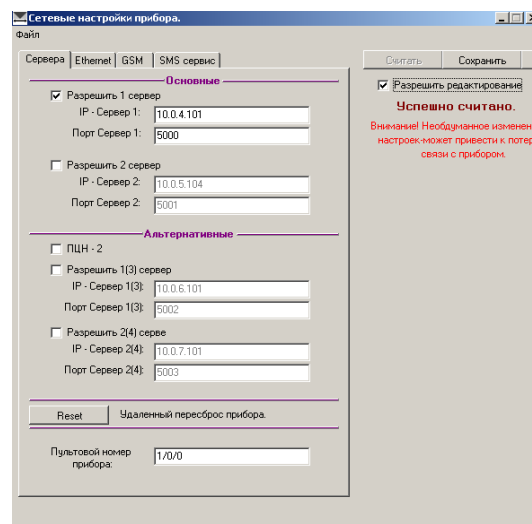 Сетевые настройки прибора.
Файл
Сервера Ethernet GSM SMS сервис
Считать Сохранить
Основные
Разрешить редактирование
Разрешить 1 сервер
Успешно считано.
IP - Сервер 1: 10.0.4.101
Внимание! Необдуманное изменен
Порт Сервер 1: 5000
настроек-может привести к потер
связи с прибором.
Разрешить 2 сервер
IP - Сервер 2: 10.0.5.104
Порт Сервер 2: 5001
Альтернативные
ПЦН - 2
Разрешить 1(3) сервер
IP - Сервер 1(3): 10.0.6.101
Порт Сервер 1(3): 5002
Разрешить 2(4) серве
IP - Сервер 2(4): 10.0.7.101
Порт Сервер 2(4): 5003
Reset Удаленный пересброс прибора.
Пультовой номер
прибора: 1/0/0